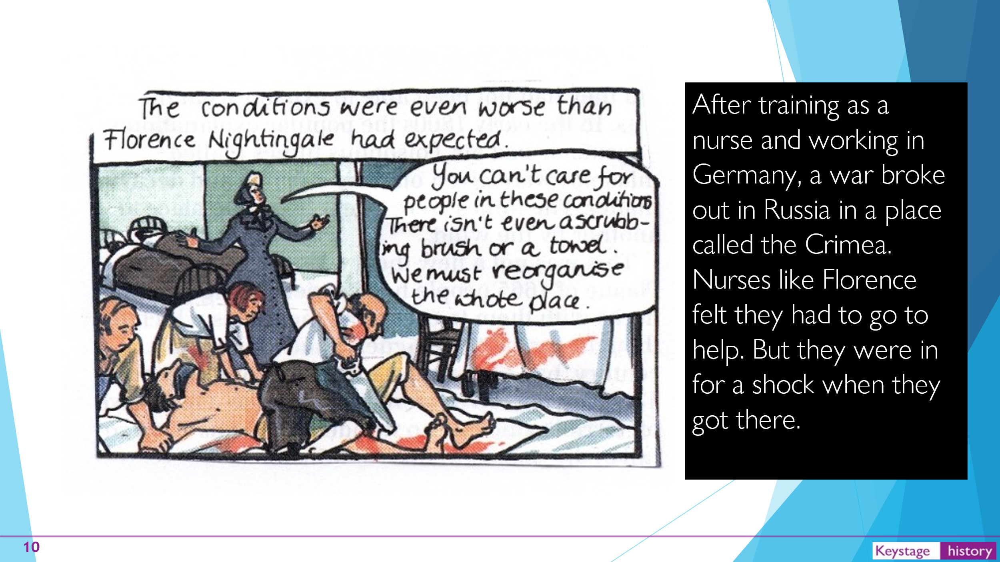 The conditions were even worse than
Florence Nightingale had expected.
You can't care for
people in these conditions
There isn't even a scrubb-
ing brush or a towel.
We must reorganise
the whole place.
After training as a
nurse and working in
Germany, a war broke
out in Russia in a place
called the Crimea.
Nurses like Florence
felt they had to go to
help. But they were in
for a shock when they
got there.
10
Keystage history